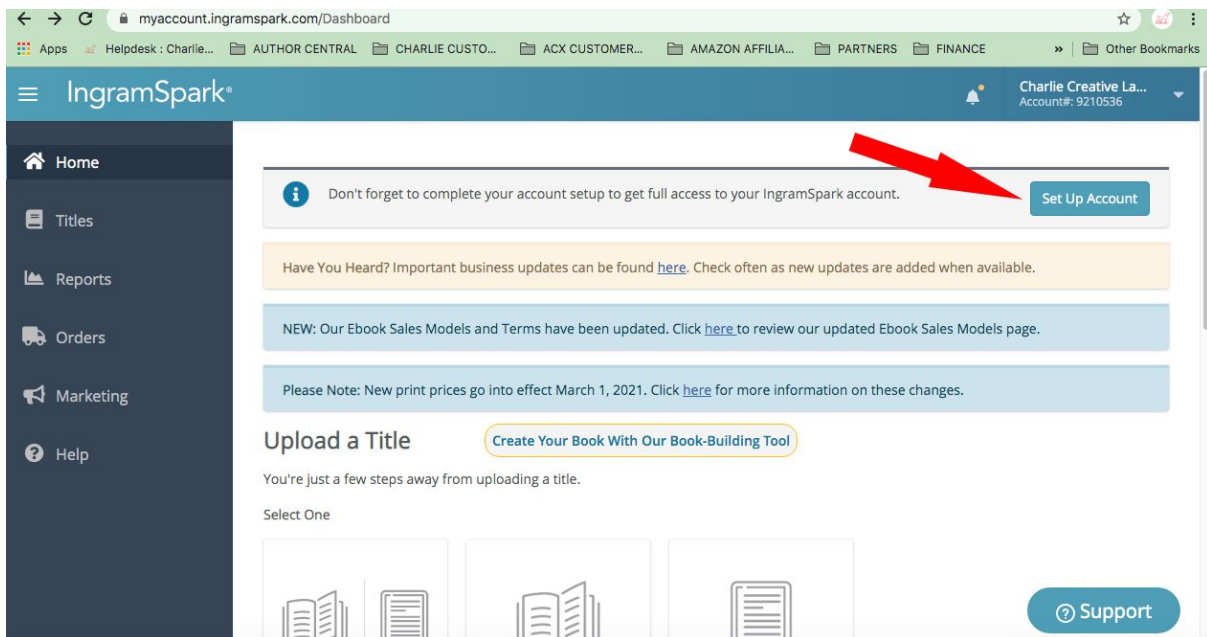 myaccount.ingramspark.com/Dashboard
Apps Helpdesk : Charlie... AUTHOR CENTRAL CHARLIE CUSTO... ACX CUSTOMER... AMAZON AFFILIA... PARTNERS FINANCE » Other Bookmarks
IngramSpark®
Charlie Creative La...
Account#: 9210536
Home
Titles
Reports
Orders
Marketing
Help
Don't forget to complete your account setup to get full access to your IngramSpark account.
Set Up Account
Have You Heard? Important business updates can be found here. Check often as new updates are added when available.
NEW: Our Ebook Sales Models and Terms have been updated. Click here to review our updated Ebook Sales Models page.
Please Note: New print prices go into effect March 1, 2021. Click here for more information on these changes.
Upload a Title
Create Your Book With Our Book-Building Tool
You're just a few steps away from uploading a title.
Select One
Support